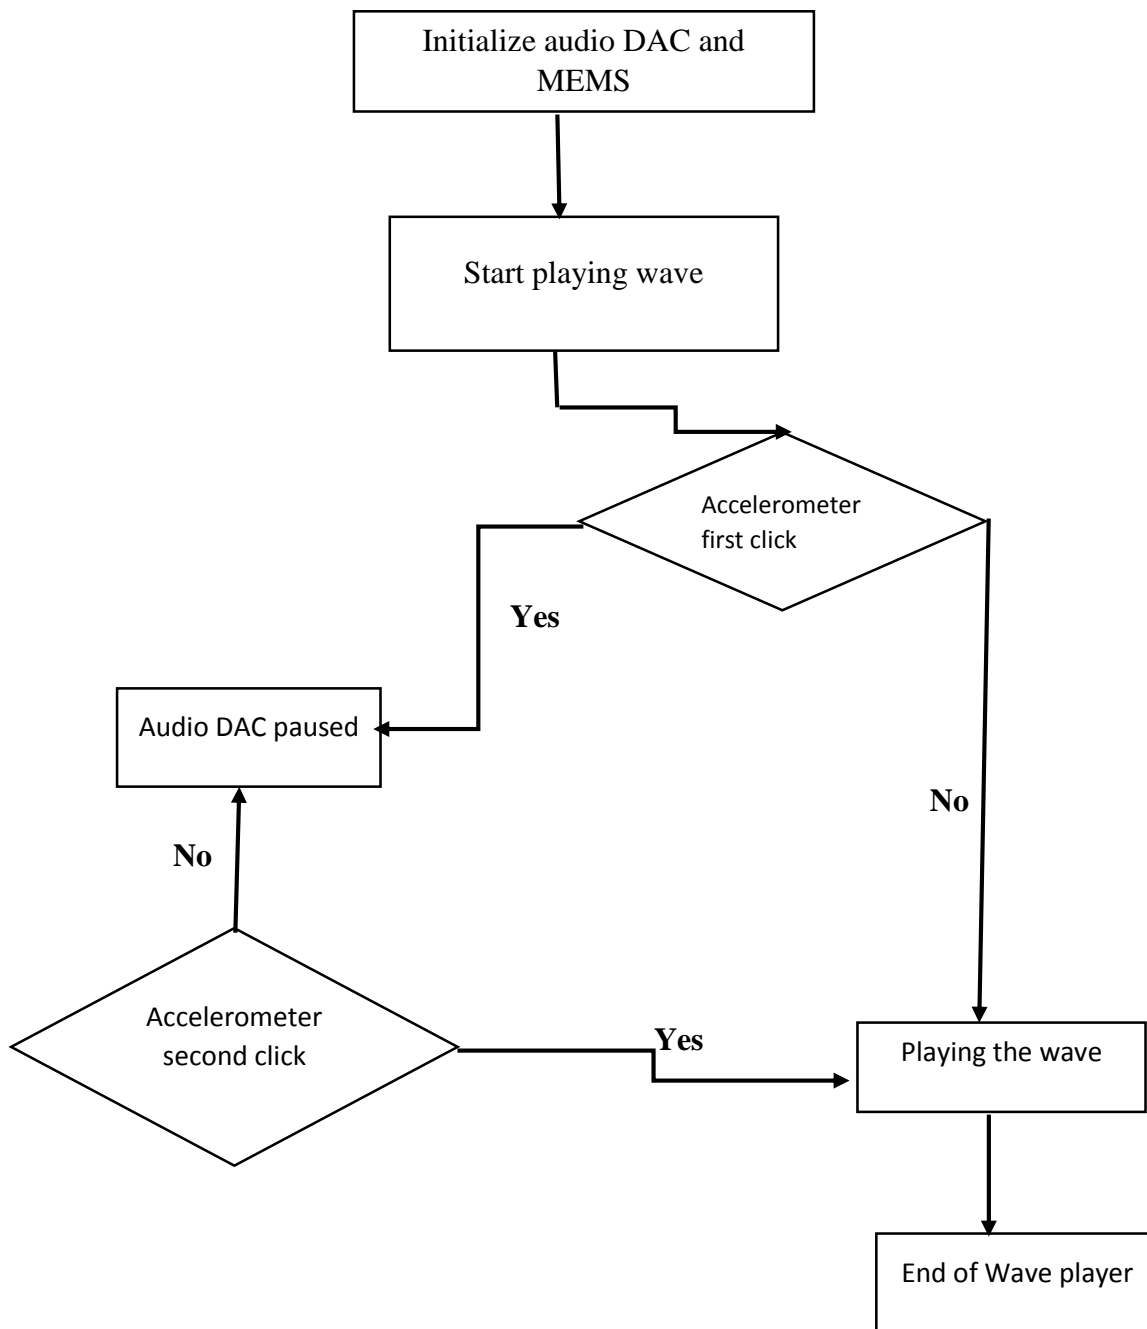 Initialize audio DAC and
MEMS
Start playing wave
Accelerometer
first click
Yes
Audio DAC paused
No
No
Accelerometer
second click
Yes
Playing the wave
End of Wave player